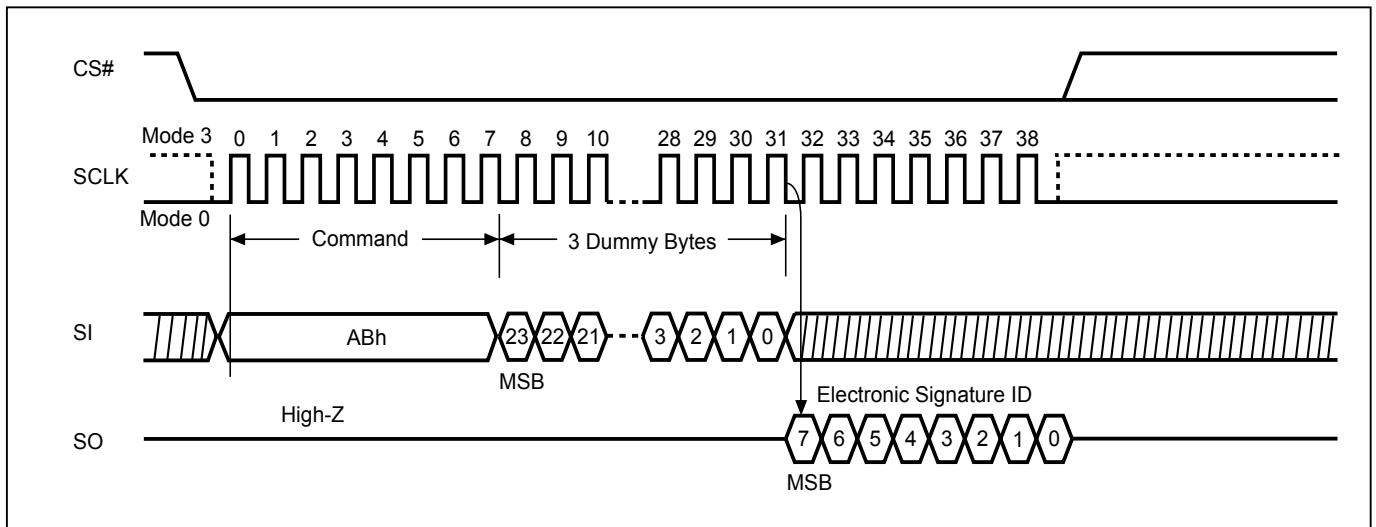 CS#
Mode 3
0 1 2 3 4 5 6 7 8 9 10 28 29 30 31 32 33 34 35 36 37 38
SCLK
Mode 0
Command
3 Dummy Bytes
SI
ABh
23 22 21 3 2 1 0
MSB
Electronic Signature ID
High-Z
SO
7 6 5 4 3 2 1 0
MSB